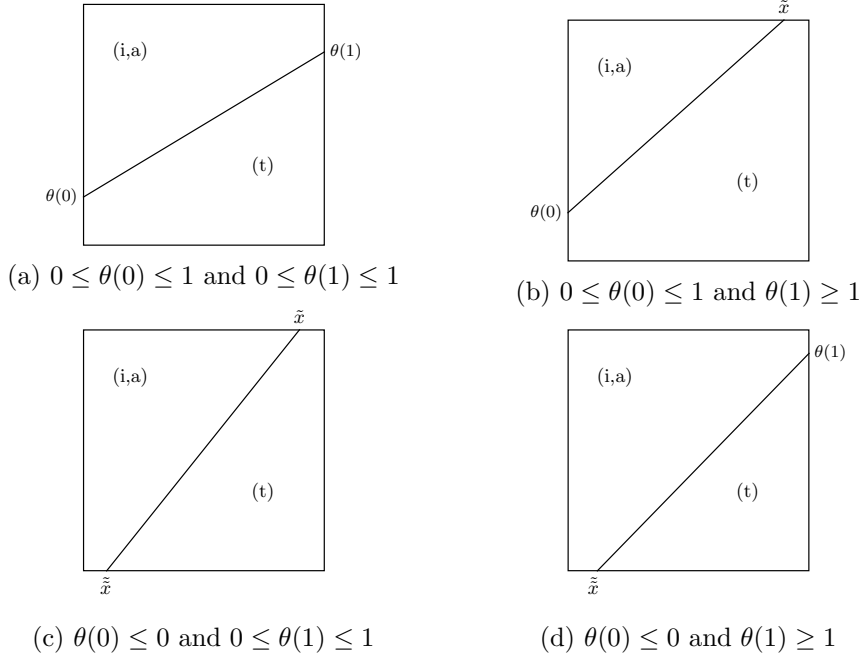 (i,a)
θ(1)
(t)
θ(0)
(a) 0 ≤ θ(0) ≤ 1 and 0 ≤ θ(1) ≤ 1
x̃
(i,a)
(t)
θ(0)
(b) 0 ≤ θ(0) ≤ 1 and θ(1) ≥ 1
x̃
(i,a)
(t)
x̃̃
(c) θ(0) ≤ 0 and 0 ≤ θ(1) ≤ 1
(i,a)
θ(1)
(t)
x̃̃
(d) θ(0) ≤ 0 and θ(1) ≥ 1